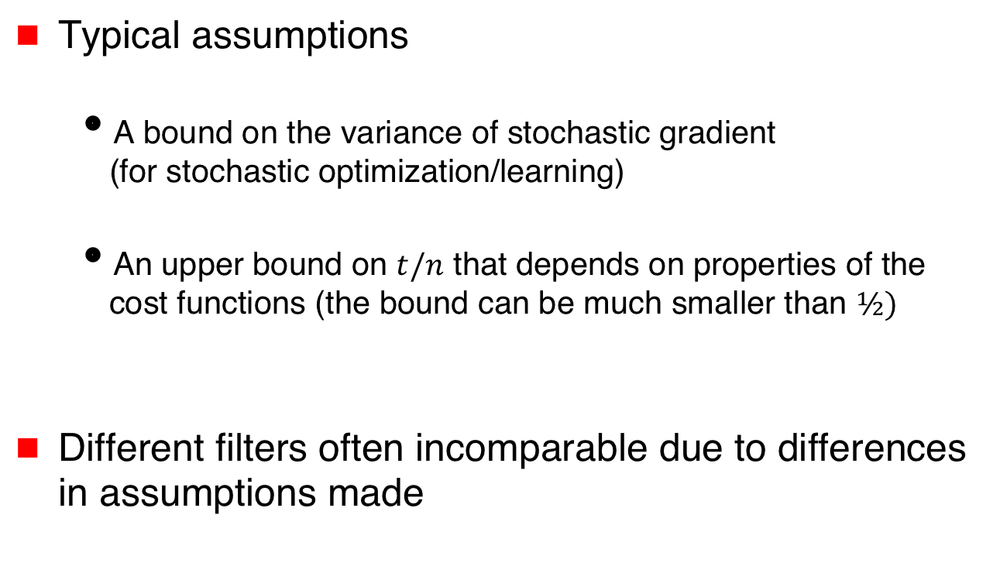 Typical assumptions
A bound on the variance of stochastic gradient
(for stochastic optimization/learning)
An upper bound on t/n that depends on properties of the
cost functions (the bound can be much smaller than ½)
Different filters often incomparable due to differences
in assumptions made